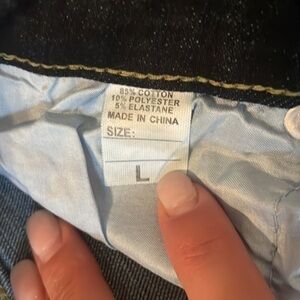 85% COTTON
10% POLYESTER
5% ELASTANE
MADE IN CHINA
SIZE:
L